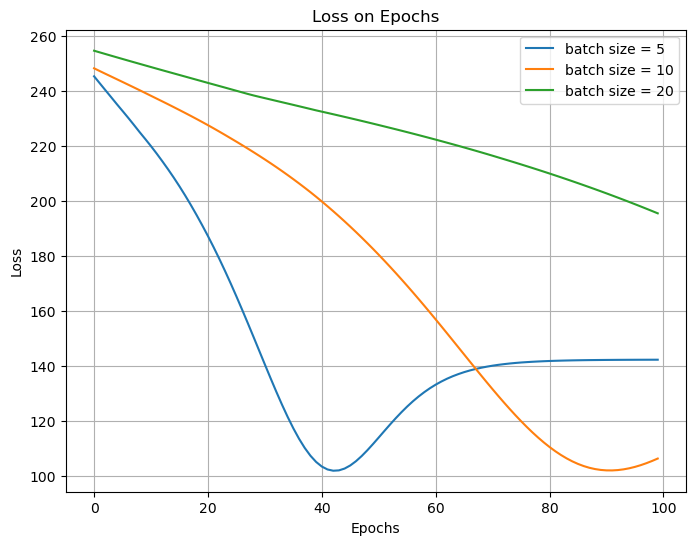 Loss on Epochs
260
240
220
200
180
160
140
120
100
Loss
batch size = 5
batch size = 10
batch size = 20
0 20 40 60 80 100
Epochs